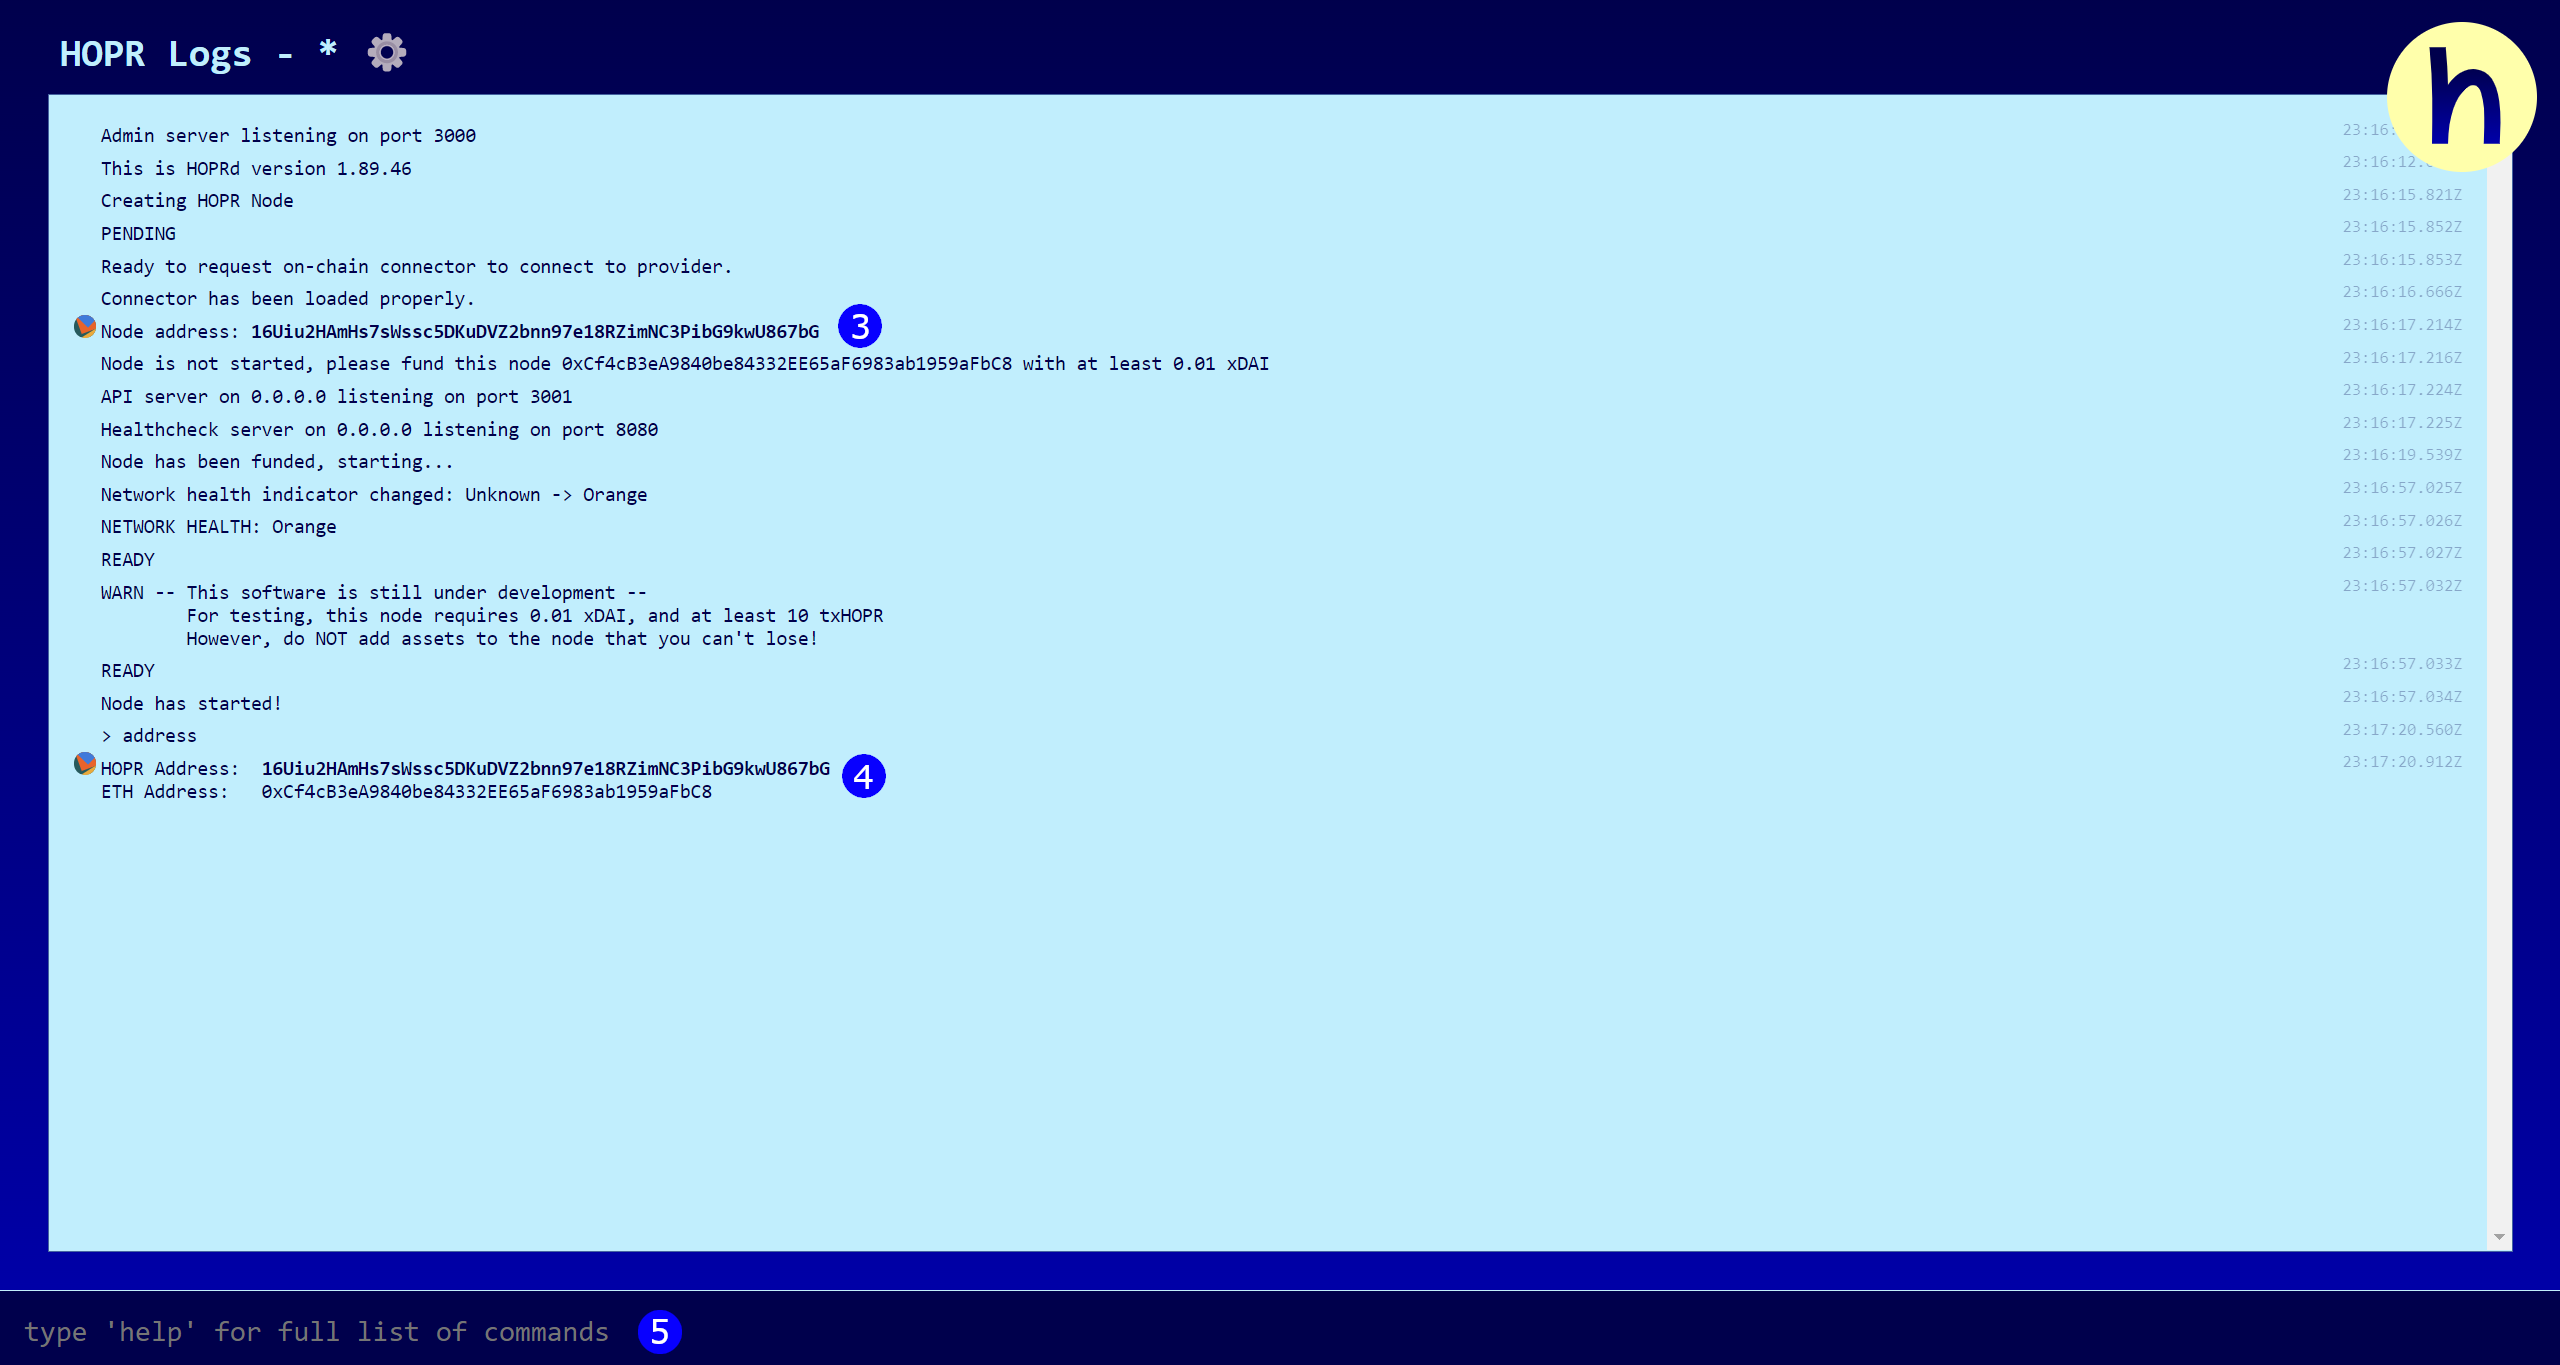 HOPR Logs - *
h
Admin server listening on port 3000 23:16:
This is HOPRd version 1.89.46 23:16:12.
Creating HOPR Node 23:16:15.821Z
PENDING 23:16:15.852Z
Ready to request on-chain connector to connect to provider. 23:16:15.853Z
Connector has been loaded properly. 23:16:16.666Z
Node address: 16Uiu2HAmHs7sWssc5DKuDVZ2bnn97e18RZimNC3PibG9kwU867bG 3 23:16:17.214Z
Node is not started, please fund this node 0xCf4cB3eA9840be84332EE65aF6983ab1959aFbC8 with at least 0.01 xDAI 23:16:17.216Z
API server on 0.0.0.0 listening on port 3001 23:16:17.224Z
Healthcheck server on 0.0.0.0 listening on port 8080 23:16:17.225Z
Node has been funded, starting... 23:16:19.539Z
Network health indicator changed: Unknown -> Orange 23:16:57.025Z
NETWORK HEALTH: Orange 23:16:57.026Z
READY 23:16:57.027Z
WARN -- This software is still under development -- 23:16:57.032Z
For testing, this node requires 0.01 xDAI, and at least 10 txHOPR
However, do NOT add assets to the node that you can't lose!
READY 23:16:57.033Z
Node has started! 23:16:57.034Z
> address 23:17:20.560Z
HOPR Address: 16Uiu2HAmHs7sWssc5DKuDVZ2bnn97e18RZimNC3PibG9kwU867bG 4 23:17:20.912Z
ETH Address: 0xCf4cB3eA9840be84332EE65aF6983ab1959aFbC8
type 'help' for full list of commands 5